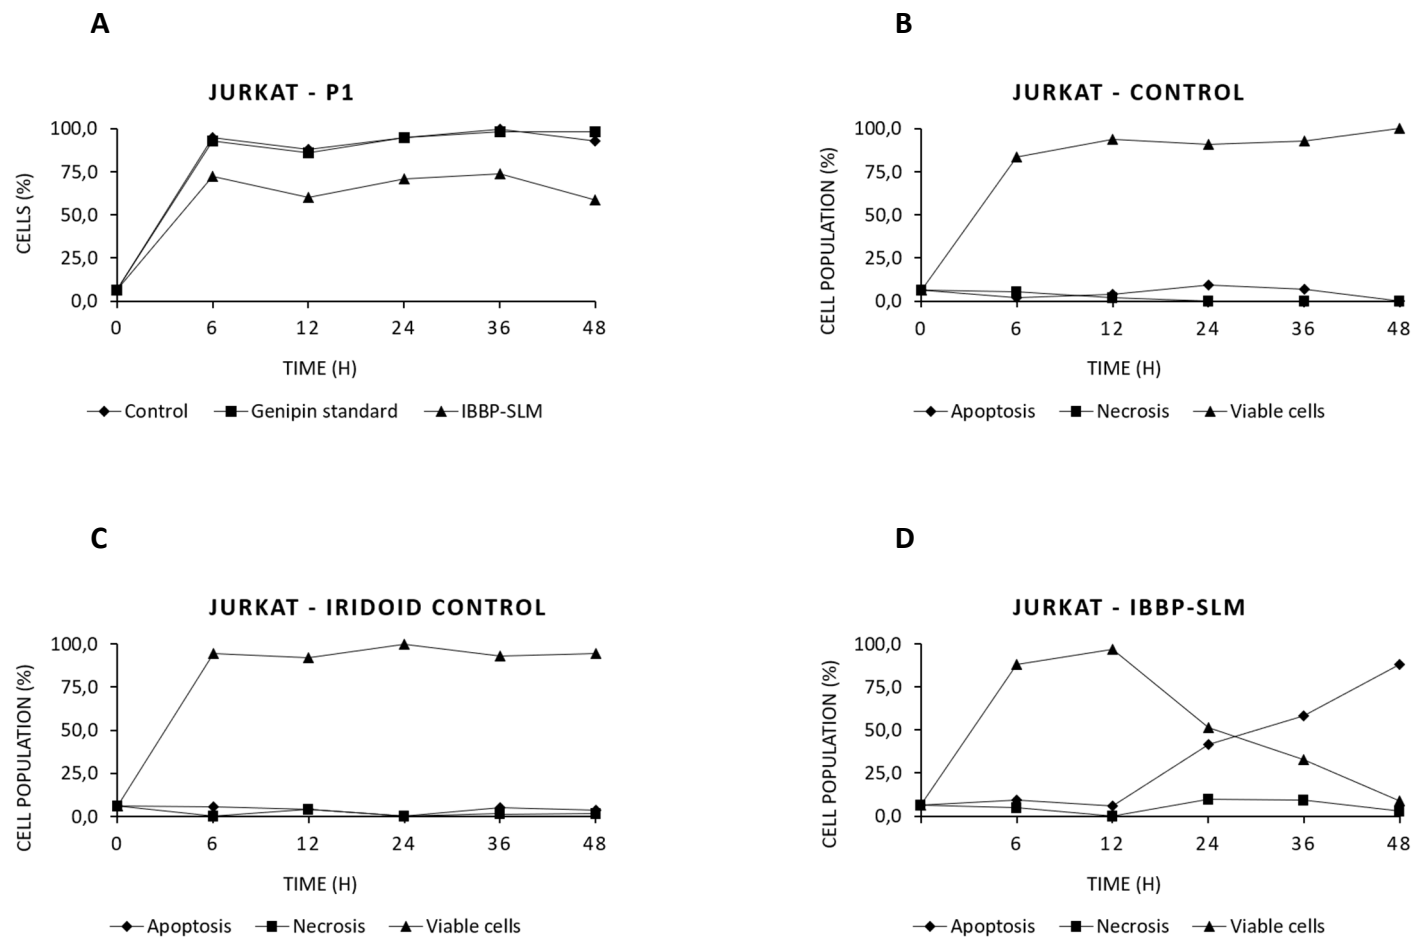 A
JURKAT - P1
CELLS (%)
100,0
75,0
50,0
25,0
0,0
0 6 12 24 36 48
TIME (H)
Control Genipin standard IBBP-SLM
B
JURKAT - CONTROL
CELL POPULATION (%)
100,0
75,0
50,0
25,0
0,0
0 6 12 24 36 48
TIME (H)
Apoptosis Necrosis Viable cells
C
JURKAT - IRIDOID CONTROL
CELL POPULATION (%)
100,0
75,0
50,0
25,0
0,0
0 6 12 24 36 48
TIME (H)
Apoptosis Necrosis Viable cells
D
JURKAT - IBBP-SLM
CELL POPULATION (%)
100,0
75,0
50,0
25,0
0,0
6 12 24 36 48
TIME (H)
Apoptosis Necrosis Viable cells